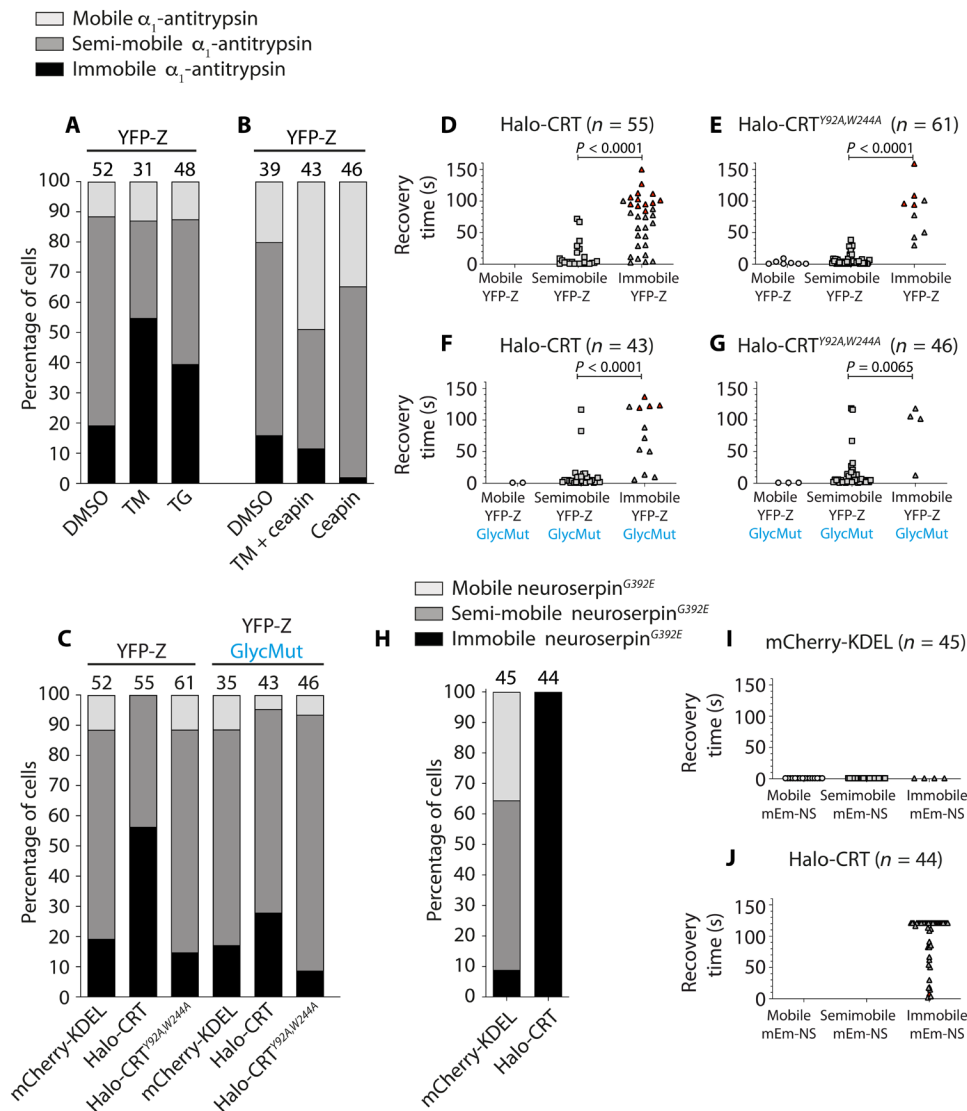 Mobile α1-antitrypsin
Semi-mobile α1-antitrypsin
Immobile α1-antitrypsin
A
YFP-Z
52 31 48
Percentage of cells
100
90
80
70
60
50
40
30
20
10
0
DMSO
TM
TG
B
YFP-Z
39 43 46
DMSO
TM + ceapin
Ceapin
D
Halo-CRT (n = 55)
P < 0.0001
Recovery
time (s)
150
100
50
0
Mobile Semimobile Immobile
YFP-Z YFP-Z YFP-Z
E
Halo-CRTY92A,W244A (n = 61)
P < 0.0001
150
100
50
0
Mobile Semimobile Immobile
YFP-Z YFP-Z YFP-Z
F
Halo-CRT (n = 43)
P < 0.0001
Recovery
time (s)
150
100
50
0
Mobile Semimobile Immobile
YFP-Z YFP-Z YFP-Z
GlycMut GlycMut GlycMut
G
Halo-CRTY92A,W244A (n = 46)
P = 0.0065
150
100
50
0
Mobile Semimobile Immobile
YFP-Z YFP-Z YFP-Z
GlycMut GlycMut GlycMut
Mobile neuroserpinG392E
Semi-mobile neuroserpinG392E
Immobile neuroserpinG392E
C
YFP-Z
YFP-Z
GlycMut
52 55 61 35 43 46
Percentage of cells
100
90
80
70
60
50
40
30
20
10
0
mCherry-KDEL
Halo-CRT
Halo-CRTY92A,W244A
mCherry-KDEL
Halo-CRT
Halo-CRTY92A,W244A
H
45 44
Percentage of cells
100
90
80
70
60
50
40
30
20
10
0
mCherry-KDEL
Halo-CRT
I
mCherry-KDEL (n = 45)
Recovery
time (s)
150
100
50
0
Mobile Semimobile Immobile
mEm-NS mEm-NS mEm-NS
J
Halo-CRT (n = 44)
Recovery
time (s)
150
100
50
0
Mobile Semimobile Immobile
mEm-NS mEm-NS mEm-NS